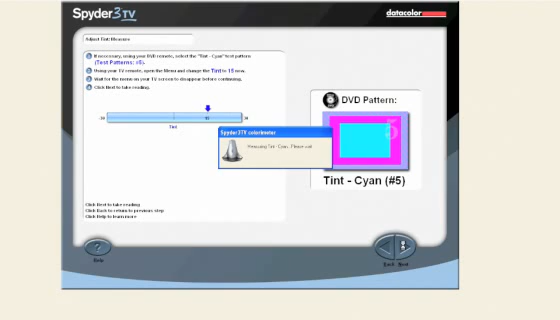 Spyder3TV
datacolor
Adjust Tint: Measure
If necessary, using your DVD remote, select the "Tint - Cyan" test pattern
(Test Patterns: #5).
Using your TV remote, open the Menu and change the Tint to 15 now.
Wait for the menu on your TV screen to disappear before continuing.
Click Next to take reading.
15
Tint
DVD Pattern:
5
Tint - Cyan (#5)
Spyder3TV colorimeter
Measuring Tint - Cyan. Please wait
Click Next to take reading
Click Back to return to previous step
Click Help to learn more
?
Help
Back Next